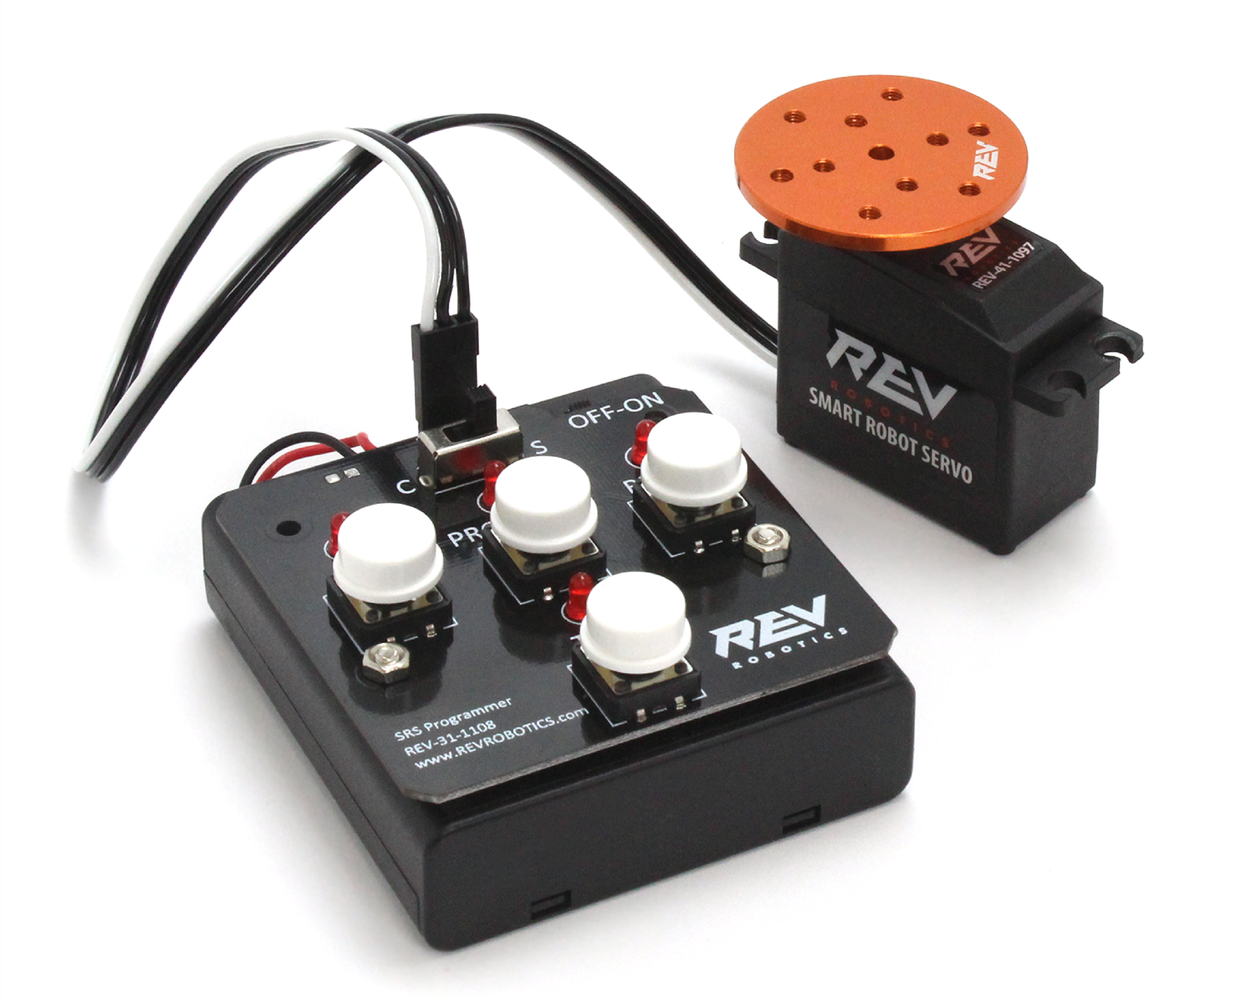 REV
REV
REV-41-1097
REV
ROBOTICS
SMART ROBOT SERVO
OFF-ON
S
REV
ROBOTICS
SRS Programmer
REV-31-1108
www.REVROBOTICS.com